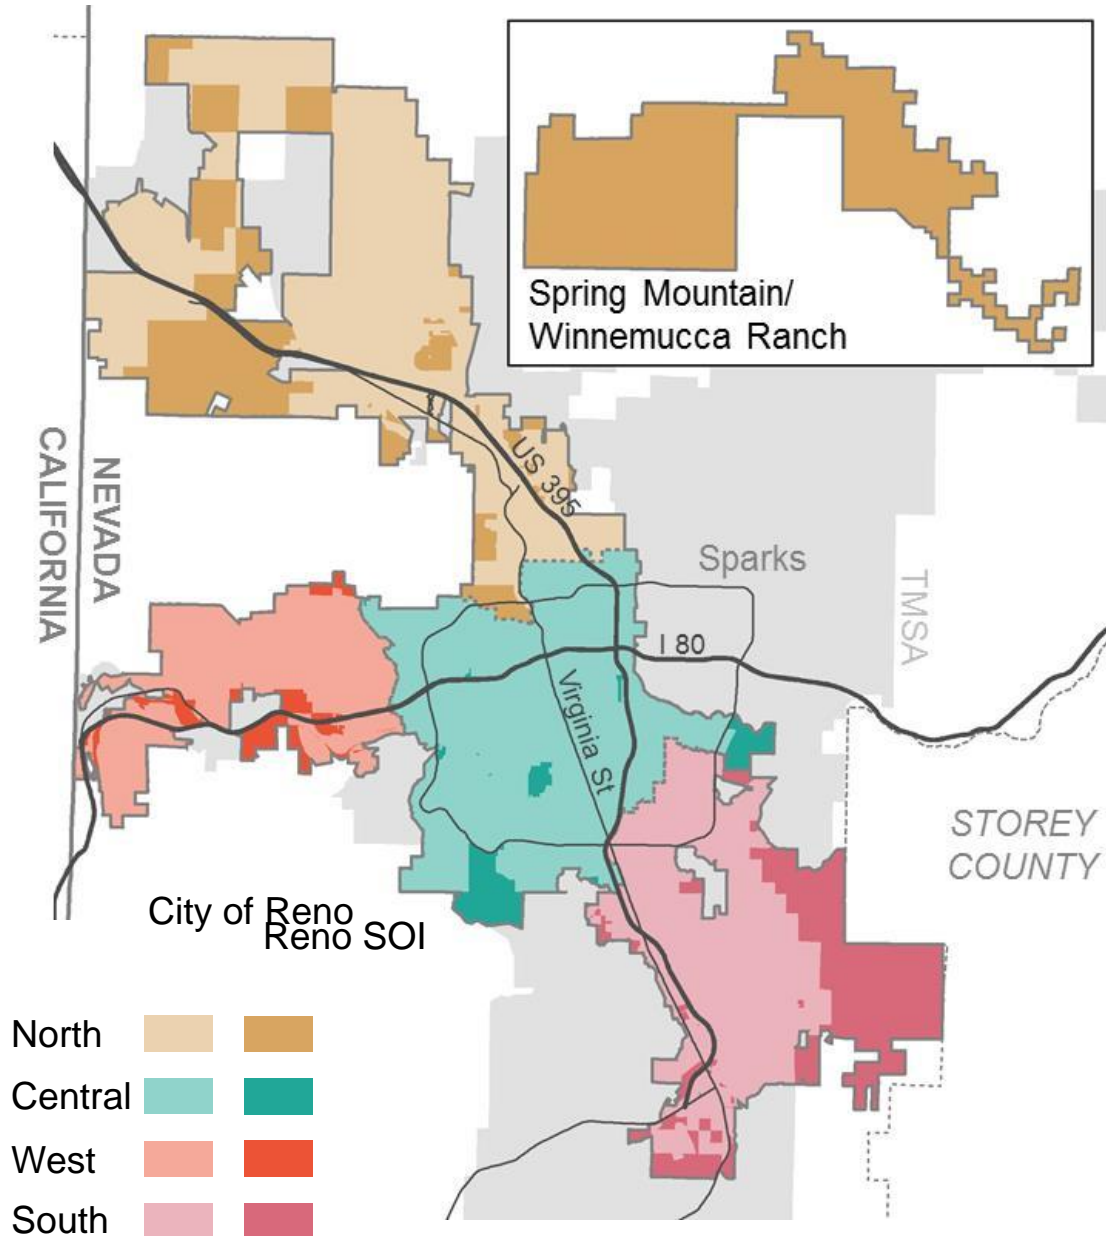 Spring Mountain/
Winnemucca Ranch
CALIFORNIA
NEVADA
US 395
Sparks
TMSA
I 80
Virginia St
STOREY
COUNTY
City of Reno
Reno SOI
North
Central
West
South